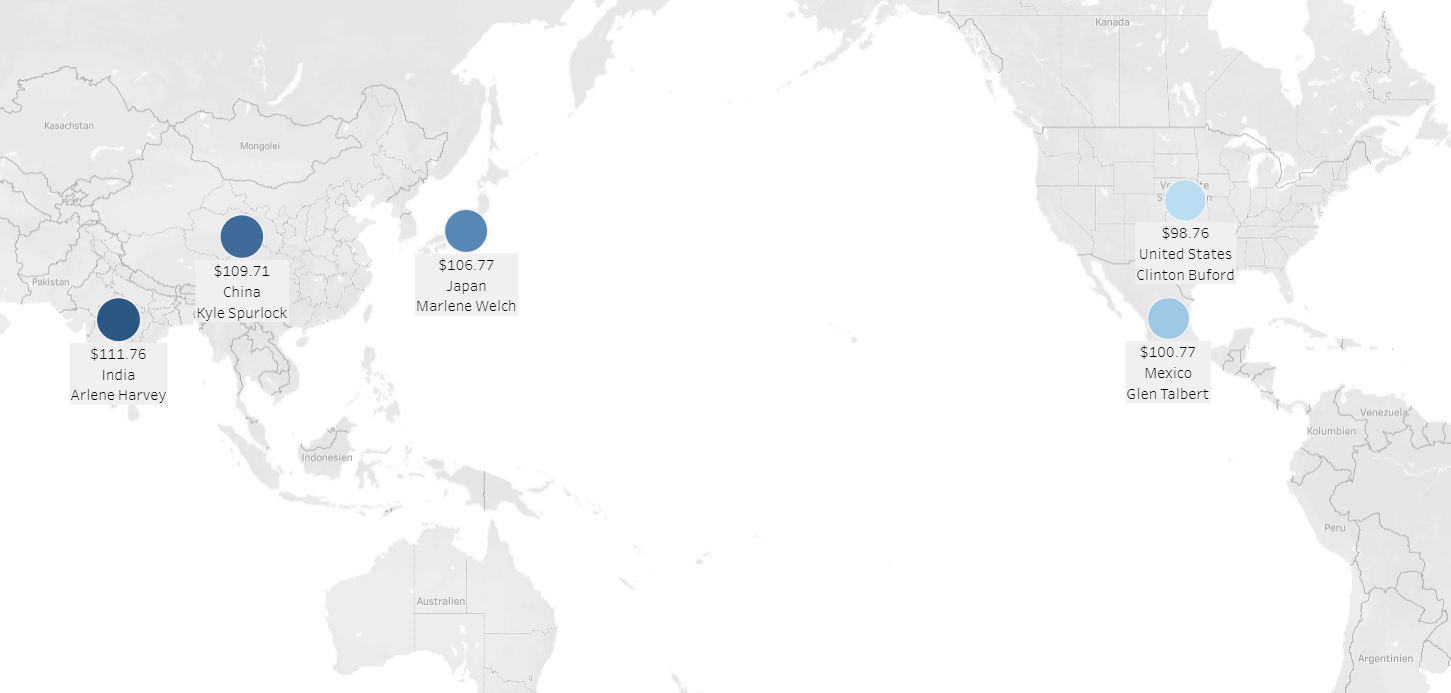 Kanada
Kasachstan
Mongolei
$98.76
United States
Clinton Buford
$109.71
China
Kyle Spurlock
$106.77
Japan
Marlene Welch
Pakistan
$111.76
India
Arlene Harvey
$100.77
Mexico
Glen Talbert
Venezuela
Kolumbien
Indonesien
Peru
Australien
Argentinien